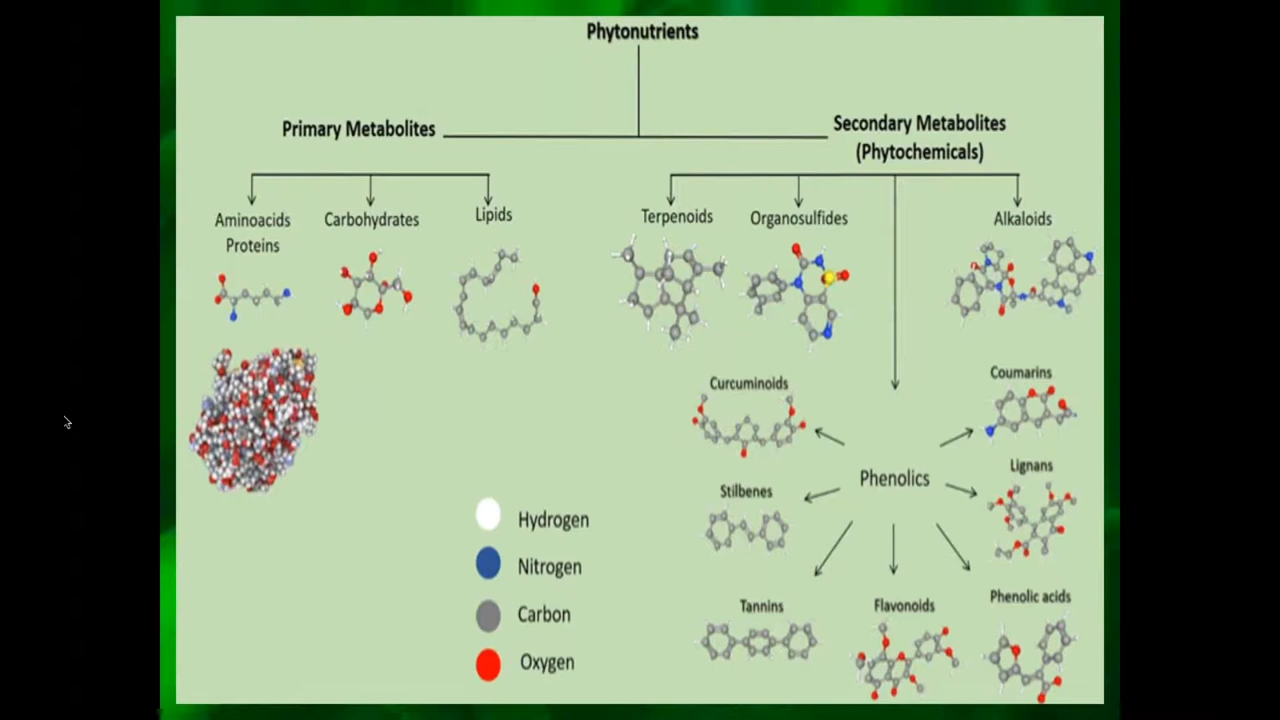 Phytonutrients
Primary Metabolites
Secondary Metabolites
(Phytochemicals)
Aminoacids
Proteins
Carbohydrates
Lipids
Terpenoids
Organosulfides
Alkaloids
Curcuminoids
Coumarins
Phenolics
Lignans
Stilbenes
Tannins
Flavonoids
Phenolic acids
Hydrogen
Nitrogen
Carbon
Oxygen